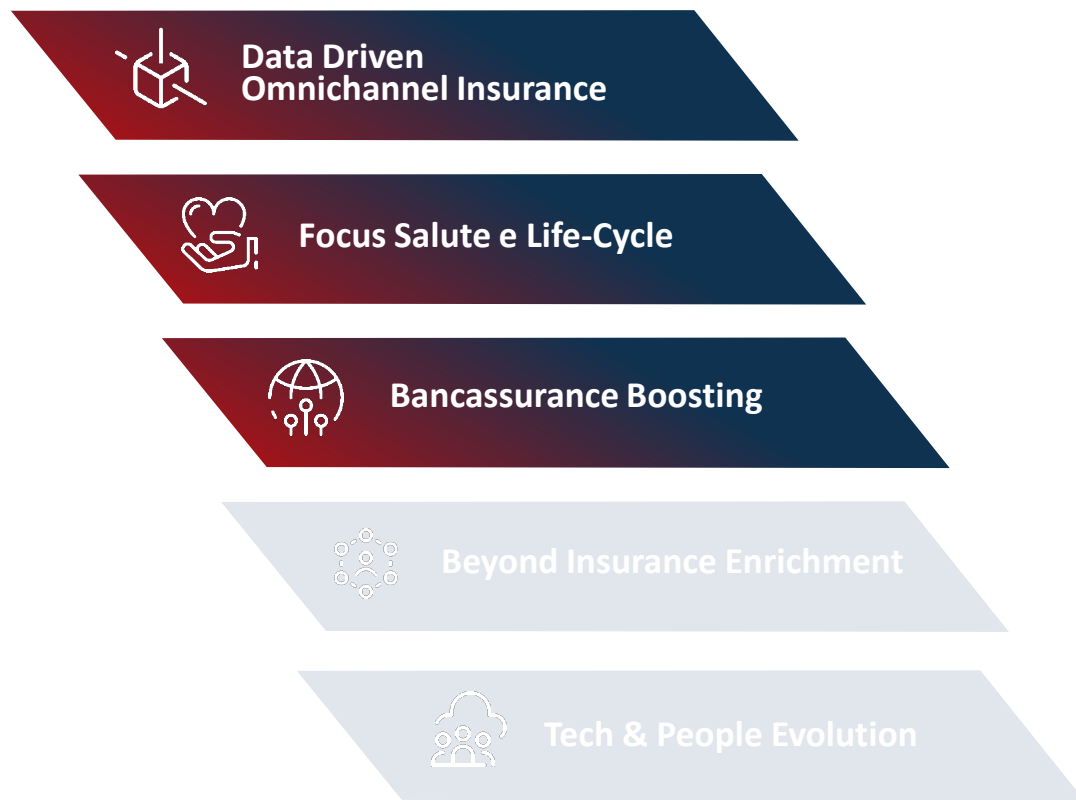 Data Driven
Omnichannel Insurance
Focus Salute e Life-Cycle
Bancassurance Boosting
Beyond Insurance Enrichment
Tech & People Evolution